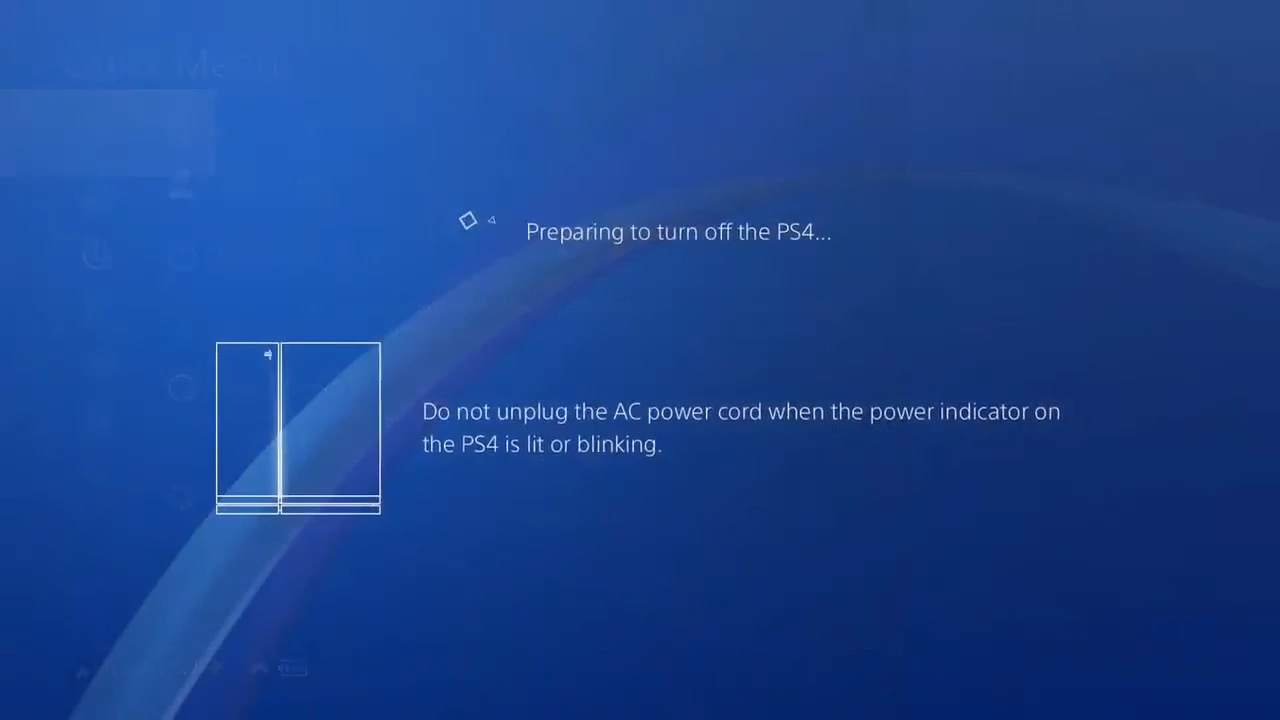 Preparing to turn off the PS4...
Do not unplug the AC power cord when the power indicator on
the PS4 is lit or blinking.